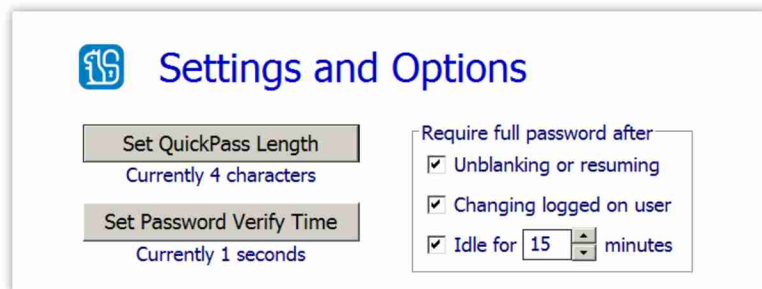 Settings and Options
Set QuickPass Length
Currently 4 characters
Set Password Verify Time
Currently 1 seconds
Require full password after
Unblanking or resuming
Changing logged on user
Idle for 15 minutes